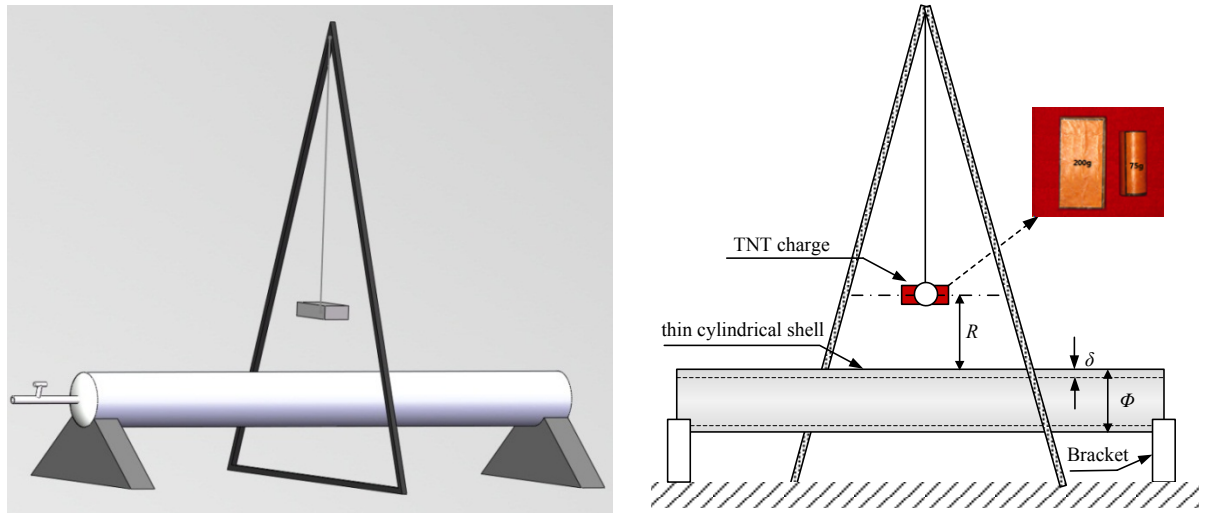 200g
75g
TNT charge
R
thin cylindrical shell
δ
Φ
Bracket